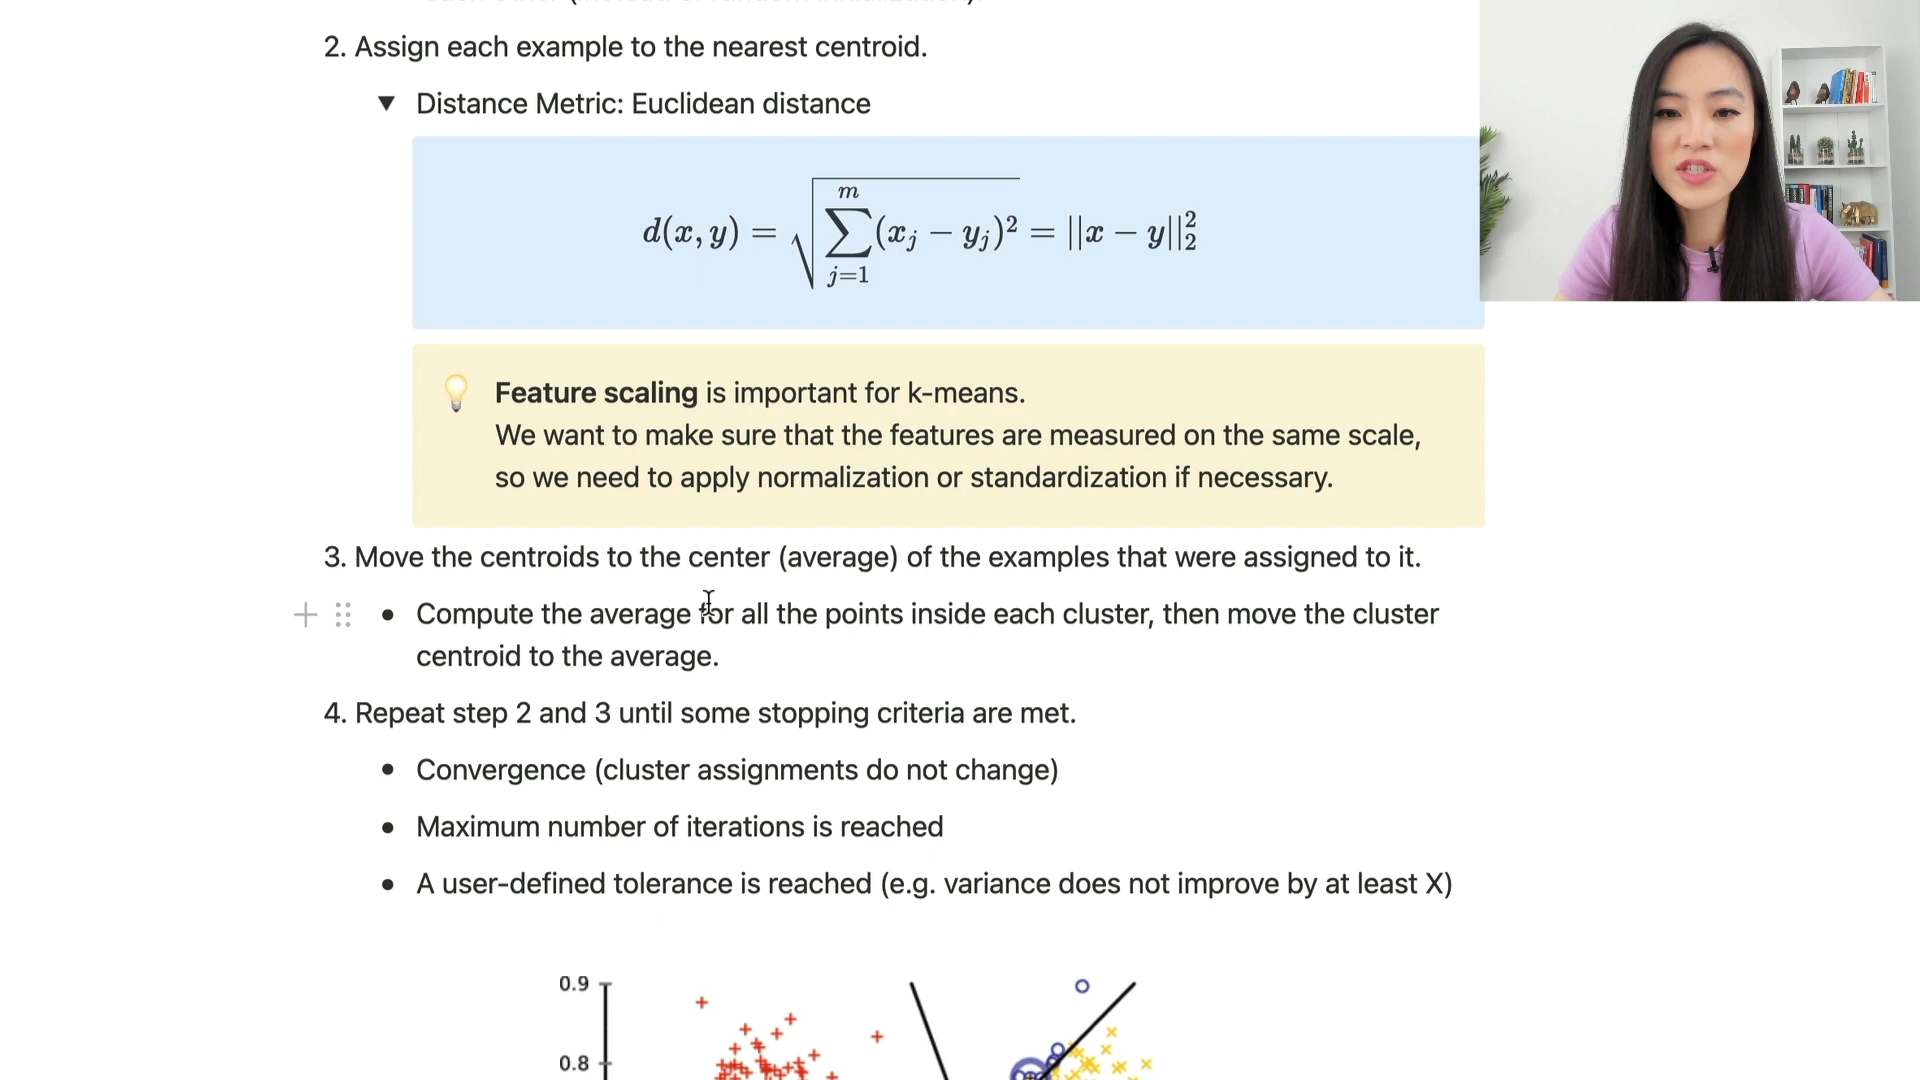 2. Assign each example to the nearest centroid.
▼ Distance Metric: Euclidean distance
d(x, y) = √(∑_{j=1}^{m} (x_j − y_j)²) = ||x − y||₂²
💡 Feature scaling is important for k-means.
We want to make sure that the features are measured on the same scale,
so we need to apply normalization or standardization if necessary.
3. Move the centroids to the center (average) of the examples that were assigned to it.
• Compute the average for all the points inside each cluster, then move the cluster
centroid to the average.
4. Repeat step 2 and 3 until some stopping criteria are met.
• Convergence (cluster assignments do not change)
• Maximum number of iterations is reached
• A user-defined tolerance is reached (e.g. variance does not improve by at least X)
0.9
0.8